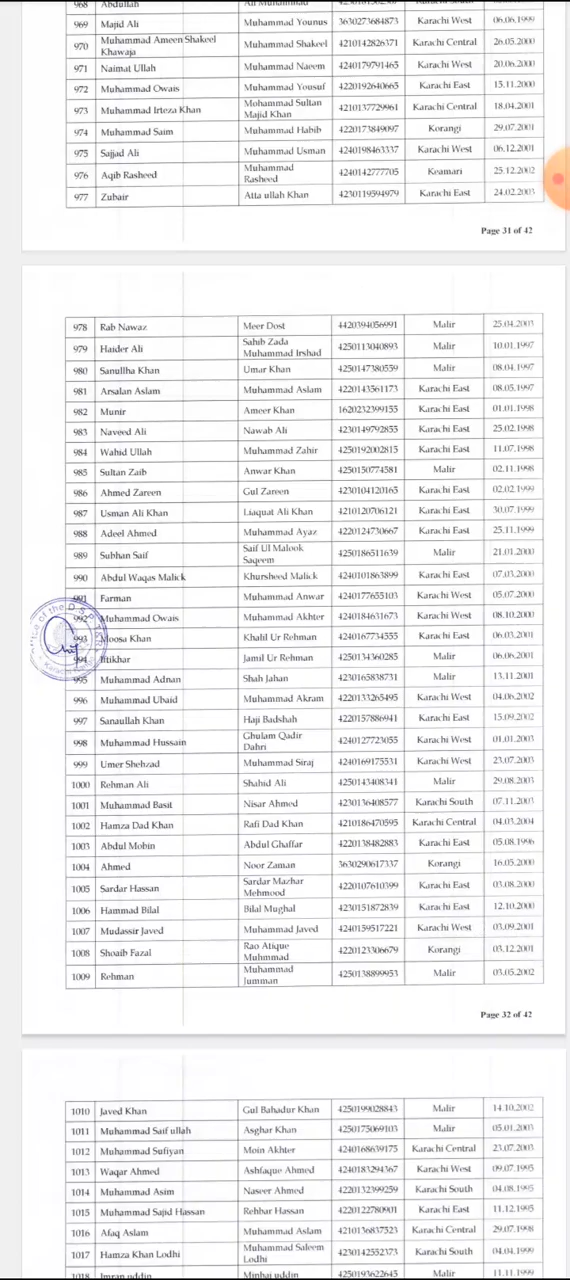 968 Abdullah
969 Majid Ali Muhammad Younus 3630273684873 Karachi West 06.06.1999
970 Muhammad Ameen Shakeel Khawaja Muhammad Shakeel 4210142826371 Karachi Central 26.05.2000
971 Naimat Ullah Muhammad Naeem 4240179791465 Karachi West 20.06.2000
972 Muhammad Owais Muhammad Yousuf 4220192640665 Karachi East 15.11.2000
973 Muhammad Irteza Khan Mohammad Sultan Majid Khan 4210137729961 Karachi Central 18.04.2001
974 Muhammad Saim Muhammad Habib 4220173849097 Korangi 29.07.2001
975 Sajjad Ali Muhammad Usman 4240198463337 Karachi West 06.12.2001
976 Aqib Rasheed Muhammad Rasheed 4240142777705 Keamari 25.12.2002
977 Zubair Atta ullah Khan 4230119594979 Karachi East 24.02.2003
Page 31 of 42
978 Rab Nawaz Meer Dost 4420394056991 Malir 25.04.2003
979 Haider Ali Sahib Zada Muhammad Irshad 4250113040893 Malir 10.01.1997
980 Sanullha Khan Umar Khan 4250147380559 Malir 08.04.1997
981 Arsalan Aslam Muhammad Aslam 4220143561173 Karachi East 08.05.1997
982 Munir Ameer Khan 1620232399155 Karachi East 01.01.1998
983 Naveed Ali Nawab Ali 4230149792855 Karachi East 25.02.1998
984 Wahid Ullah Muhammad Zahir 4250192002815 Karachi East 11.07.1998
985 Sultan Zaib Anwar Khan 4250150774581 Malir 02.11.1998
986 Ahmed Zareen Gul Zareen 4230104120165 Karachi East 02.02.1999
987 Usman Ali Khan Liaquat Ali Khan 4210120706121 Karachi East 30.07.1999
988 Adeel Ahmed Muhammad Ayaz 4220124730667 Karachi East 25.11.1999
989 Subhan Saif Saif Ul Malook Saqeem 4250186511639 Malir 21.01.2000
990 Abdul Waqas Malick Khursheed Malick 4240101863899 Karachi East 07.03.2000
991 Farman Muhammad Anwar 4240177655103 Karachi West 05.07.2000
992 Muhammad Owais Muhammad Akhter 4240184631673 Karachi West 08.10.2000
993 Moosa Khan Khalil Ur Rehman 4240167734555 Karachi East 06.03.2001
994 Iftikhar Jamil Ur Rehman 4250134360285 Malir 06.06.2001
995 Muhammad Adnan Shah Jahan 4230165838731 Malir 13.11.2001
996 Muhammad Ubaid Muhammad Akram 4220133265495 Karachi West 04.06.2002
997 Sanaullah Khan Haji Badshah 4220157886941 Karachi East 15.09.2002
998 Muhammad Hussain Ghulam Qadir Dahri 4240127723055 Karachi West 01.01.2003
999 Umer Shehzad Muhammad Siraj 4240169175531 Karachi West 23.07.2003
1000 Rehman Ali Shahid Ali 4250143408341 Malir 29.08.2003
1001 Muhammad Basit Nisar Ahmed 4230136408577 Karachi South 07.11.2003
1002 Hamza Dad Khan Rafi Dad Khan 4210186470595 Karachi Central 04.03.2004
1003 Abdul Mobin Abdul Ghaffar 4220138482883 Karachi East 05.08.1996
1004 Ahmed Noor Zaman 3630290617337 Korangi 16.05.2000
1005 Sardar Hassan Sardar Mazhar Mehmood 4220107610399 Karachi East 03.08.2000
1006 Hammad Bilal Bilal Mughal 4230151872839 Karachi East 12.10.2000
1007 Mudassir Javed Muhammad Javed 4240159517221 Karachi West 03.09.2001
1008 Shoaib Fazal Rao Atique Muhmmad 4220123306679 Korangi 03.12.2001
1009 Rehman Muhammad Jumman 4250138899953 Malir 03.05.2002
Page 32 of 42
1010 Javed Khan Gul Bahadur Khan 4250199028843 Malir 14.10.2002
1011 Muhammad Saif ullah Asghar Khan 4250175069103 Malir 05.01.2003
1012 Muhammad Sufiyan Moin Akhter 4240168639175 Karachi Central 23.07.2003
1013 Waqar Ahmed Ashfaque Ahmed 4240183294367 Karachi West 09.07.1995
1014 Muhammad Asim Naseer Ahmed 4220132399259 Karachi South 04.08.1995
1015 Muhammad Sajid Hassan Rehbar Hassan 4220122780901 Karachi East 11.12.1995
1016 Afaq Aslam Muhammad Aslam 4210136837523 Karachi Central 29.07.1998
1017 Hamza Khan Lodhi Muhammad Saleem Lodhi 4230142552373 Karachi South 04.04.1999
1018 Imran uddin Minhaj uddin 4250193622645 Malir 11.11.1999